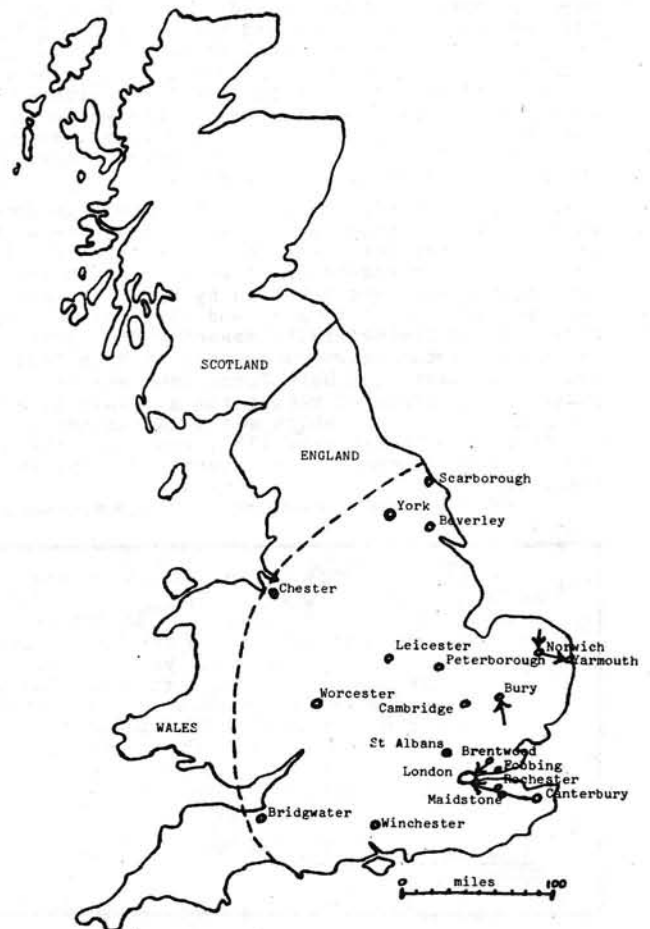 SCOTLAND
ENGLAND
Scarborough
York
Beverley
Chester
Leicester
Norwich
Peterborough
Yarmouth
Worcester
Bury
Cambridge
WALES
St Albans
Brentwood
Fobbing
London
Rochester
Maidstone
Canterbury
Bridgwater
Winchester
0 miles 100